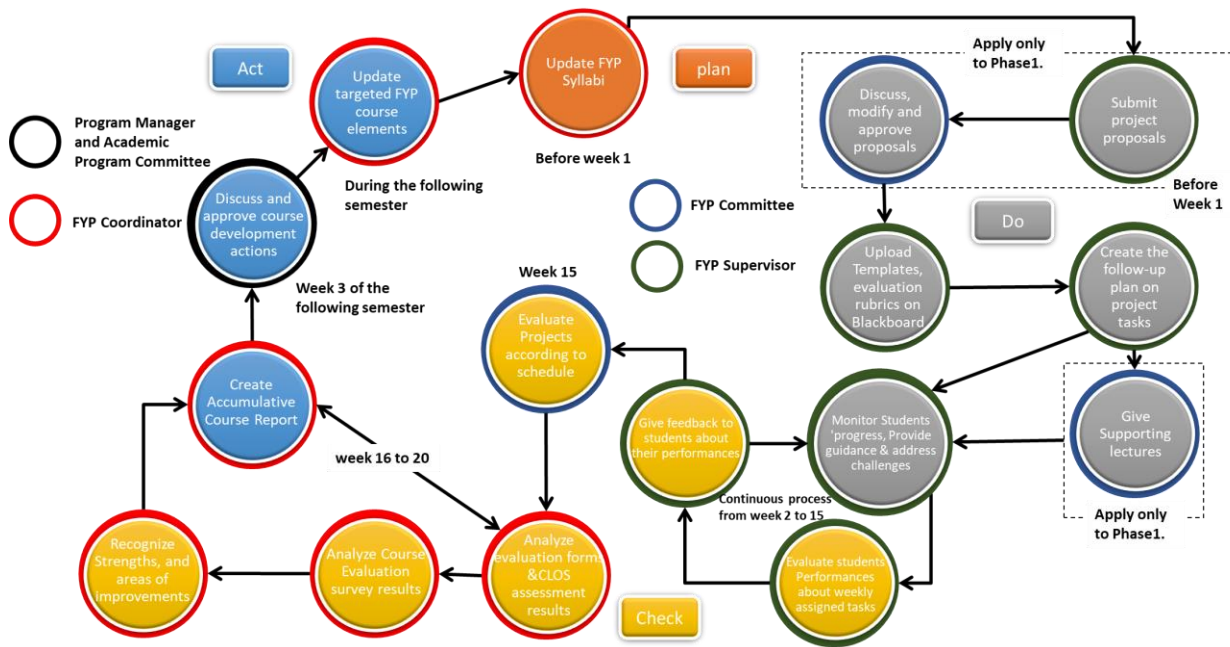 Act
Update
targeted FYP
course
elements
Update FYP
Syllabi
plan
Apply only
to Phase1.
Discuss,
modify and
approve
proposals
Submit
project
proposals
Program Manager
and Academic
Program Committee
Before week 1
During the following
semester
Before
Week 1
Discuss and
approve course
development
actions
FYP Coordinator
FYP Committee
Do
FYP Supervisor
Upload
Templates,
evaluation
rubrics on
Blackboard
Create the
follow-up
plan on
project
tasks
Week 15
Week 3 of the
following semester
Evaluate
Projects
according to
schedule
Create
Accumulative
Course Report
Give feedback to
students about
their performances
Monitor Students
'progress, Provide
guidance & address
challenges
Give
Supporting
lectures
week 16 to 20
Continuous process
from week 2 to 15
Apply only
to Phase1.
Recognize
Strengths, and
areas of
improvements
Analyze Course
Evaluation
survey results
Analyze
evaluation forms
&CLOS
assessment
results
Evaluate students
Performances
about weekly
assigned tasks
Check